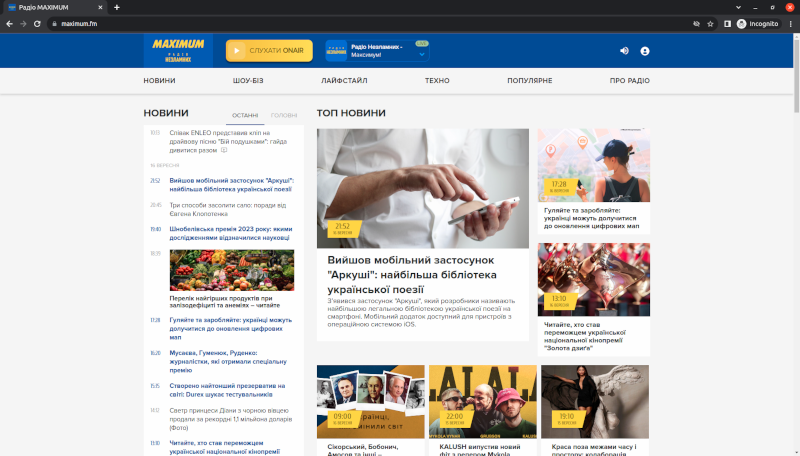 Радіо MAXIMUM
maximum.fm
Incognito
MAXIMUM
РАДІО
НЕЗЛАМНИХ
СЛУХАТИ ONAIR
Радіо Незламних -
Максимум!
LIVE
НОВИНИ
ШОУ-БІЗ
ЛАЙФСТАЙЛ
ТЕХНО
ПОПУЛЯРНЕ
ПРО РАДІО
НОВИНИ
ОСТАННІ
ГОЛОВНІ
Співак ENLEO представив кліп на
драйвову пісню "Бій подушками": гайда
дивитися разом
16 ВЕРЕСНЯ
21:52
Вийшов мобільний застосунок "Аркуші":
найбільша бібліотека української поезії
20:45
Три способи засолити сало: поради від
Євгена Клопотенка
19:40
Шнобелівська премія 2023 року: якими
дослідженнями відзначилися науковці
18:29
Перелік найгірших продуктів при
залізодефіциті та анеміях – читайте
17:28
Гуляйте та заробляйте: українці можуть
долучитися до оновлення цифрових
мап
16:20
Мусаєва, Гуменюк, Руденко:
журналістки, які отримали спеціальну
премію
15:15
Створено найтонший презерватив на
світі: Durex шукає тестувальників
14:12
Светр принцеси Діани з чорною вівцею
продали за рекордні 1,1 мільйона доларів
(Фото)
13:10
Читайте, хто став переможцем
української національної кінопремії
ТОП НОВИНИ
21:52
16 ВЕРЕСНЯ
Вийшов мобільний застосунок
"Аркуші": найбільша бібліотека
української поезії
З'явився застосунок "Аркуші", який розробники називають
найбільшою легальною бібліотекою української поезії на
смартфоні. Мобільний додаток доступний для пристроїв з
операційною системою iOS.
17:28
16 ВЕРЕСНЯ
Гуляйте та заробляйте:
українці можуть долучитися
до оновлення цифрових мап
13:10
16 ВЕРЕСНЯ
Читайте, хто став
переможцем української
національної кінопремії
"Золота дзиґа"
09:00
16 ВЕРЕСНЯ
Сікорський, Бобонич,
Амосов та інші –
22:00
15 ВЕРЕСНЯ
KALUSH випустив новий
фіт з репером Mykola
19:10
15 ВЕРЕСНЯ
Краса поза межами часу і
простору: колаборація